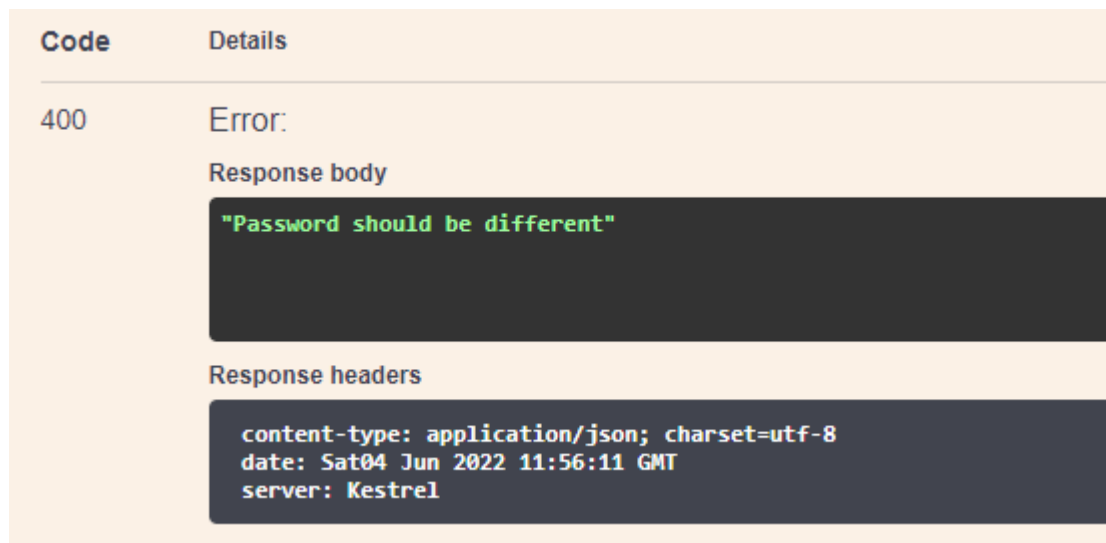 Code Details
400 Error:
Response body
"Password should be different"
Response headers
content-type: application/json; charset=utf-8
date: Sat04 Jun 2022 11:56:11 GMT
server: Kestrel